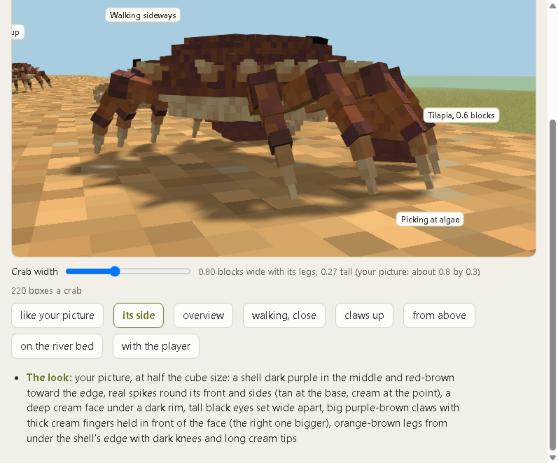 Walking sideways
up
Tilapia, 0.6 blocks
Picking at algae
Crab width 0.80 blocks wide with its legs, 0.27 tall (your picture: about 0.8 by 0.3)
220 boxes a crab
like your picture its side overview walking, close claws up from above
on the river bed with the player
• The look: your picture, at half the cube size: a shell dark purple in the middle and red-brown
toward the edge, real spikes round its front and sides (tan at the base, cream at the point), a
deep cream face under a dark rim, tall black eyes set wide apart, big purple-brown claws with
thick cream fingers held in front of the face (the right one bigger), orange-brown legs from
under the shell's edge with dark knees and long cream tips